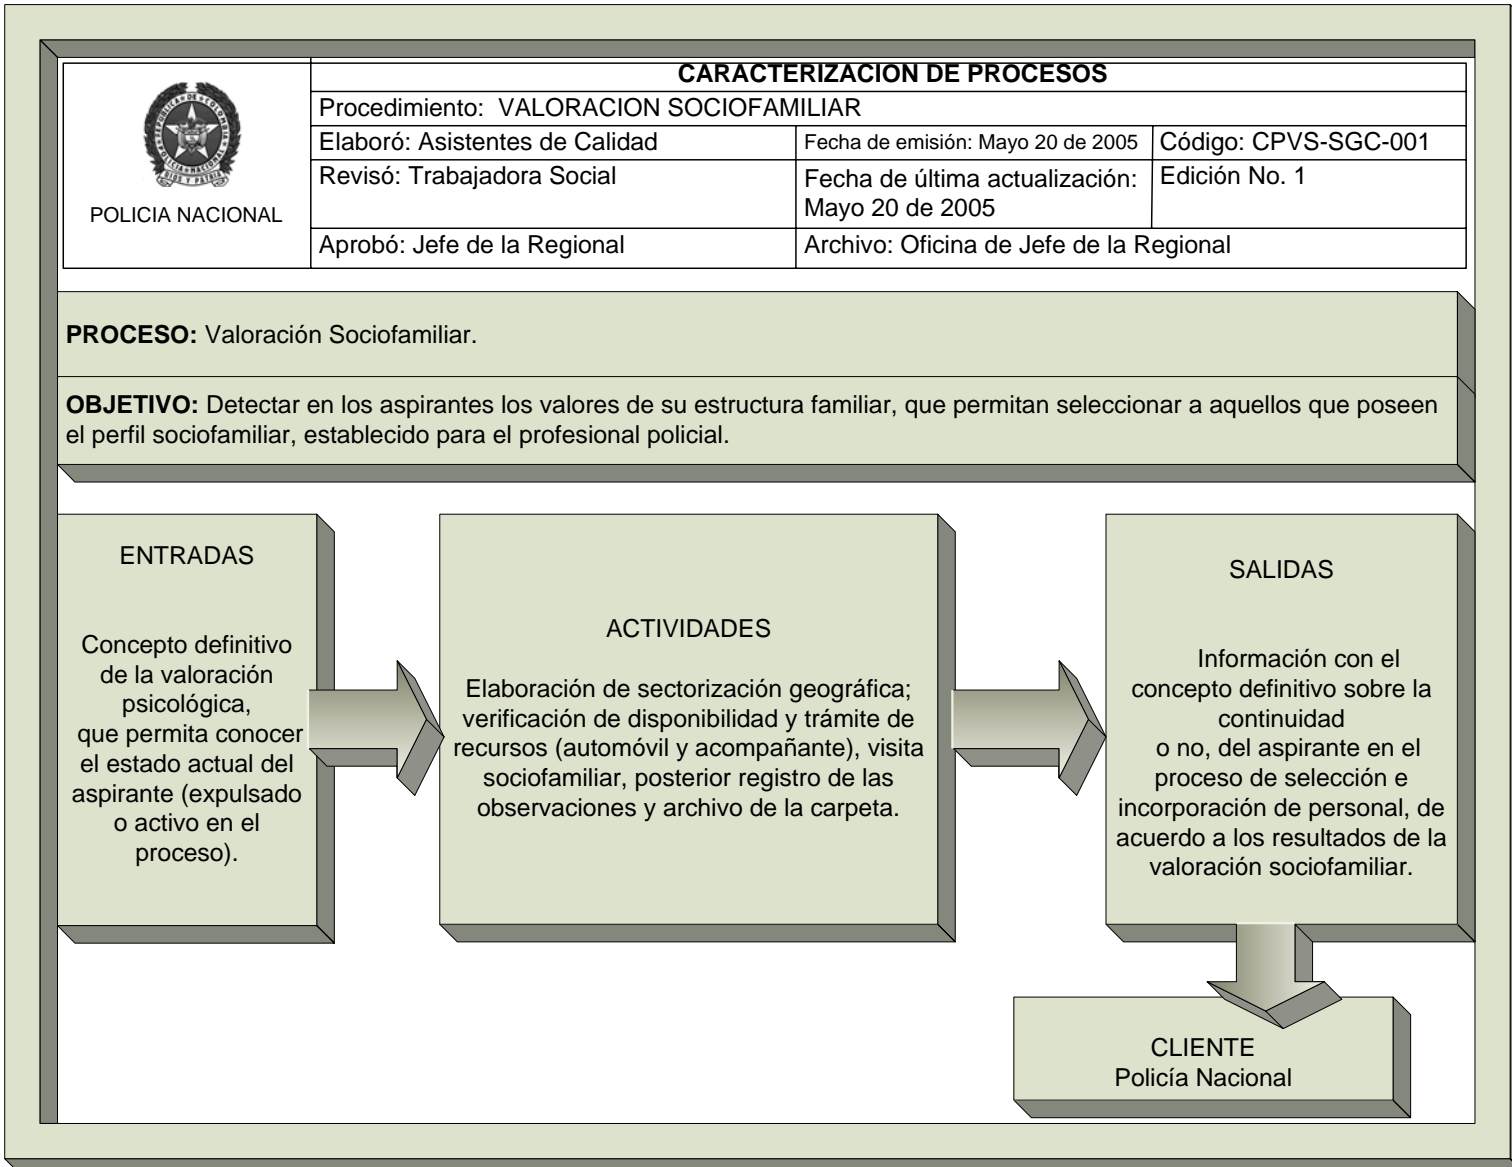 CARACTERIZACION DE PROCESOS
POLICIA NACIONAL
Procedimiento:  VALORACION SOCIOFAMILIAR
Elaboró: Asistentes de Calidad
Fecha de emisión: Mayo 20 de 2005
Código: CPVS-SGC-001
Revisó: Trabajadora Social
Fecha de última actualización:
Mayo 20 de 2005
Edición No. 1
Aprobó: Jefe de la Regional
Archivo: Oficina de Jefe de la Regional
PROCESO: Valoración Sociofamiliar.
OBJETIVO: Detectar en los aspirantes los valores de su estructura familiar, que permitan seleccionar a aquellos que poseen
el perfil sociofamiliar, establecido para el profesional policial.
ENTRADAS
Concepto definitivo
de la valoración
psicológica,
que permita conocer
el estado actual del
aspirante (expulsado
o activo en el
proceso).
ACTIVIDADES
Elaboración de sectorización geográfica;
verificación de disponibilidad y trámite de
recursos (automóvil y acompañante), visita
sociofamiliar, posterior registro de las
observaciones y archivo de la carpeta.
SALIDAS
Información con el
concepto definitivo sobre la
continuidad
o no, del aspirante en el
proceso de selección e
incorporación de personal, de
acuerdo a los resultados de la
valoración sociofamiliar.
CLIENTE
Policía Nacional